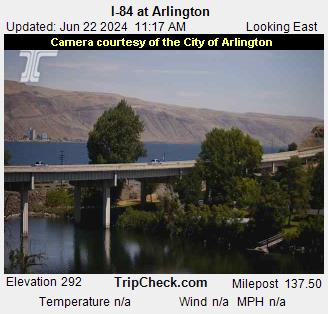 I-84 at Arlington
Updated: Jun 22 2024 11:17 AM Looking East
Camera courtesy of the City of Arlington
Elevation 292 TripCheck.com Milepost 137.50
Temperature n/a Wind n/a MPH n/a